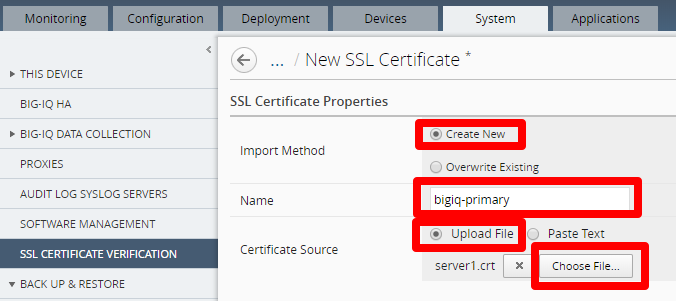 Monitoring Configuration Deployment Devices System Applications
THIS DEVICE
BIG-IQ HA
BIG-IQ DATA COLLECTION
PROXIES
AUDIT LOG SYSLOG SERVERS
SOFTWARE MANAGEMENT
SSL CERTIFICATE VERIFICATION
BACK UP & RESTORE
... / New SSL Certificate *
SSL Certificate Properties
Import Method
Create New
Overwrite Existing
Name
bigiq-primary
Certificate Source
Upload File Paste Text
server1.crt × Choose File...